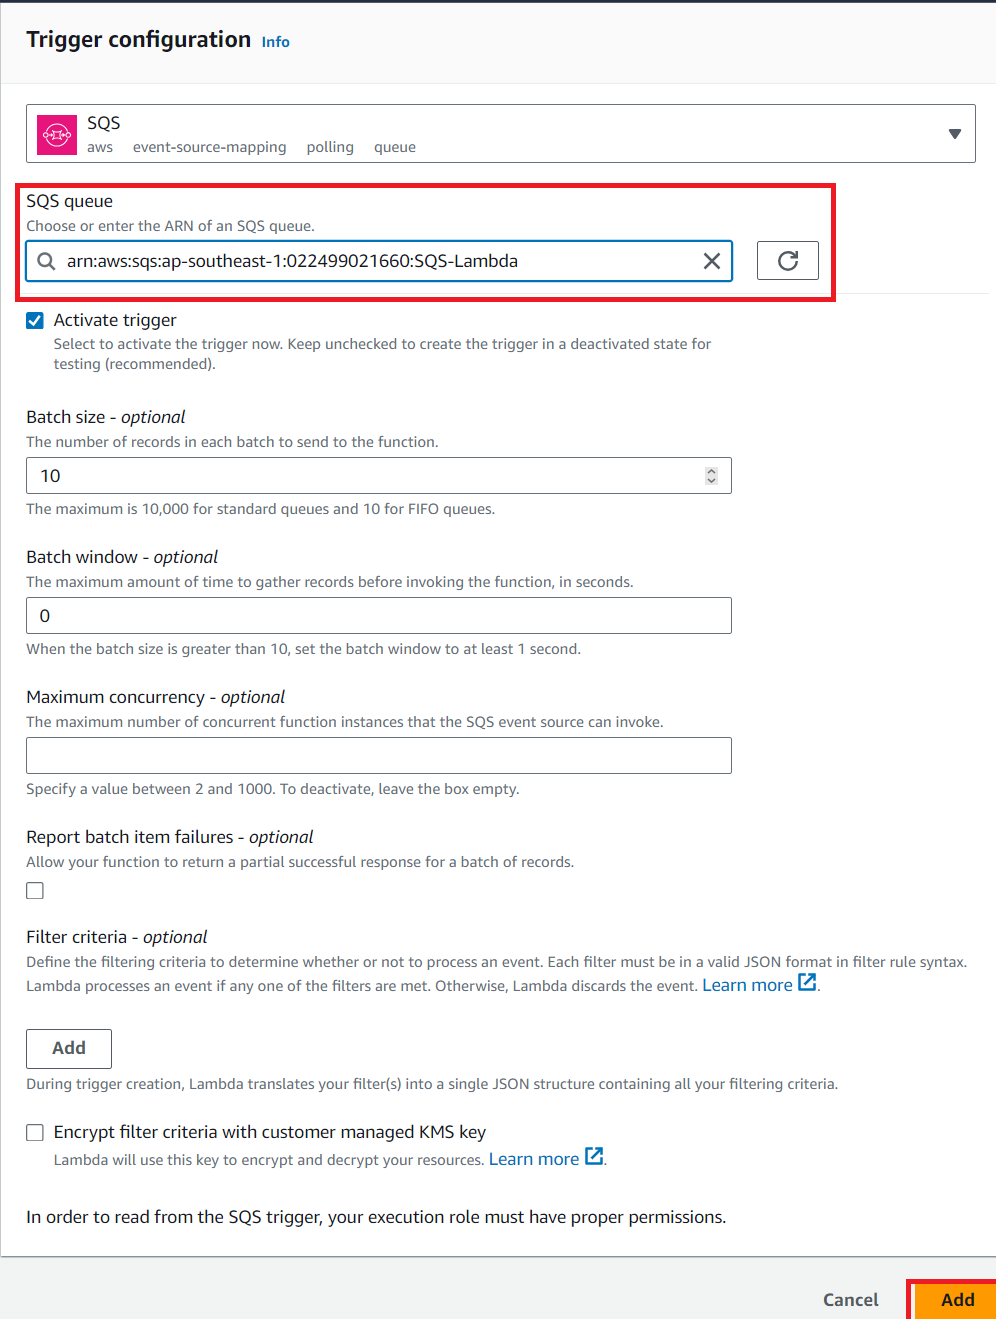 Trigger configuration Info
SQS
aws event-source-mapping polling queue
SQS queue
Choose or enter the ARN of an SQS queue.
arn:aws:sqs:ap-southeast-1:022499021660:SQS-Lambda
Activate trigger
Select to activate the trigger now. Keep unchecked to create the trigger in a deactivated state for
testing (recommended).
Batch size - optional
The number of records in each batch to send to the function.
10
The maximum is 10,000 for standard queues and 10 for FIFO queues.
Batch window - optional
The maximum amount of time to gather records before invoking the function, in seconds.
0
When the batch size is greater than 10, set the batch window to at least 1 second.
Maximum concurrency - optional
The maximum number of concurrent function instances that the SQS event source can invoke.
Specify a value between 2 and 1000. To deactivate, leave the box empty.
Report batch item failures - optional
Allow your function to return a partial successful response for a batch of records.
Filter criteria - optional
Define the filtering criteria to determine whether or not to process an event. Each filter must be in a valid JSON format in filter rule syntax.
Lambda processes an event if any one of the filters are met. Otherwise, Lambda discards the event. Learn more.
Add
During trigger creation, Lambda translates your filter(s) into a single JSON structure containing all your filtering criteria.
Encrypt filter criteria with customer managed KMS key
Lambda will use this key to encrypt and decrypt your resources. Learn more.
In order to read from the SQS trigger, your execution role must have proper permissions.
Cancel Add